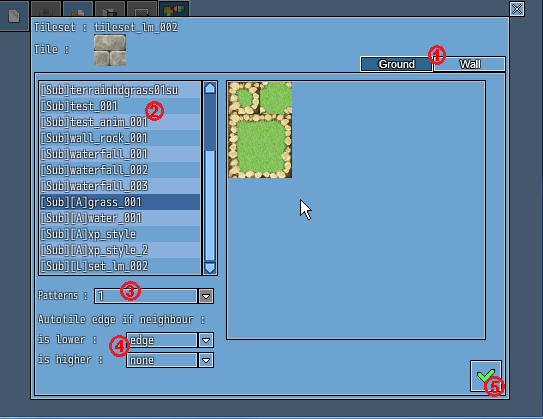 Tileset : tileset_lm_002
Tile :
1
Ground Wall
[Sub]terrainhdgrass01su
[Sub]test_001
2
[Sub]test_anim_001
[Sub]wall_rock_001
[Sub]waterfall_001
[Sub]waterfall_002
[Sub]waterfall_003
[Sub][A]grass_001
[Sub][A]water_001
[Sub][A]xp_style
[Sub][A]xp_style_2
[Sub][L]set_lm_002
Patterns : 1 3
Autotile edge if neighbour :
is lower : 4 edge
is higher : none
5